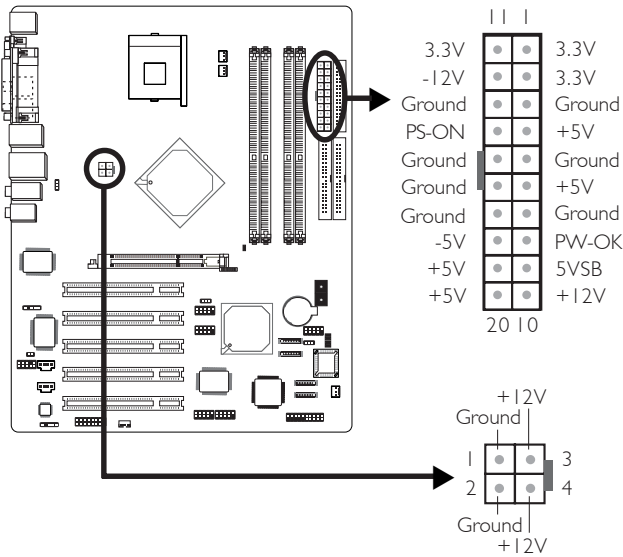 11 1
3.3V 3.3V
-12V 3.3V
Ground Ground
PS-ON +5V
Ground Ground
Ground +5V
Ground Ground
-5V PW-OK
+5V 5VSB
+5V +12V
20 10
+12V
Ground
1 3
2 4
Ground
+12V